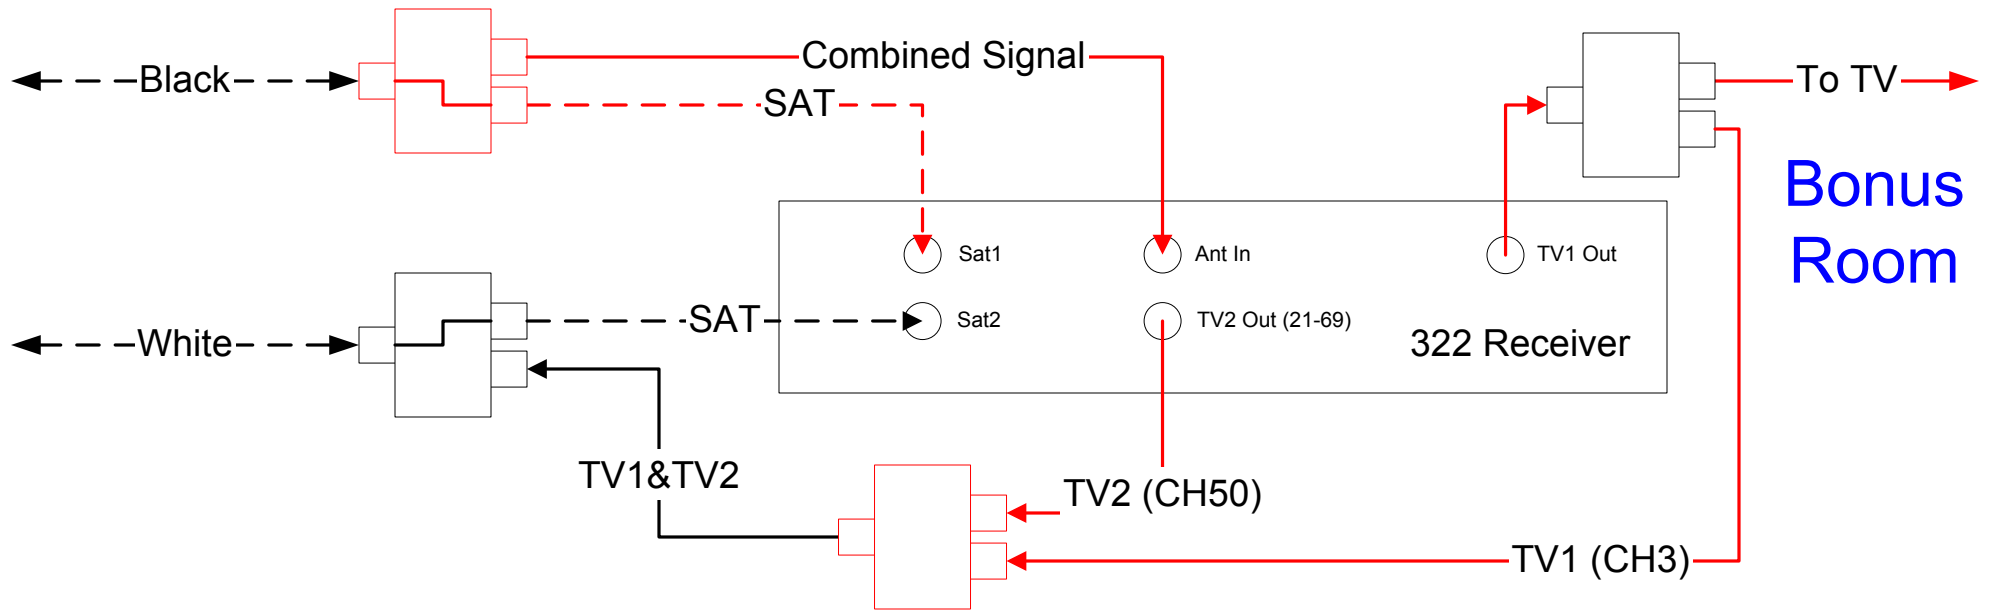 Combined Signal
Black
To TV
SAT
Bonus
Room
Sat1
Ant In
TV1 Out
SAT
Sat2
TV2 Out (21-69)
White
322 Receiver
TV1&TV2
TV2 (CH50)
TV1 (CH3)